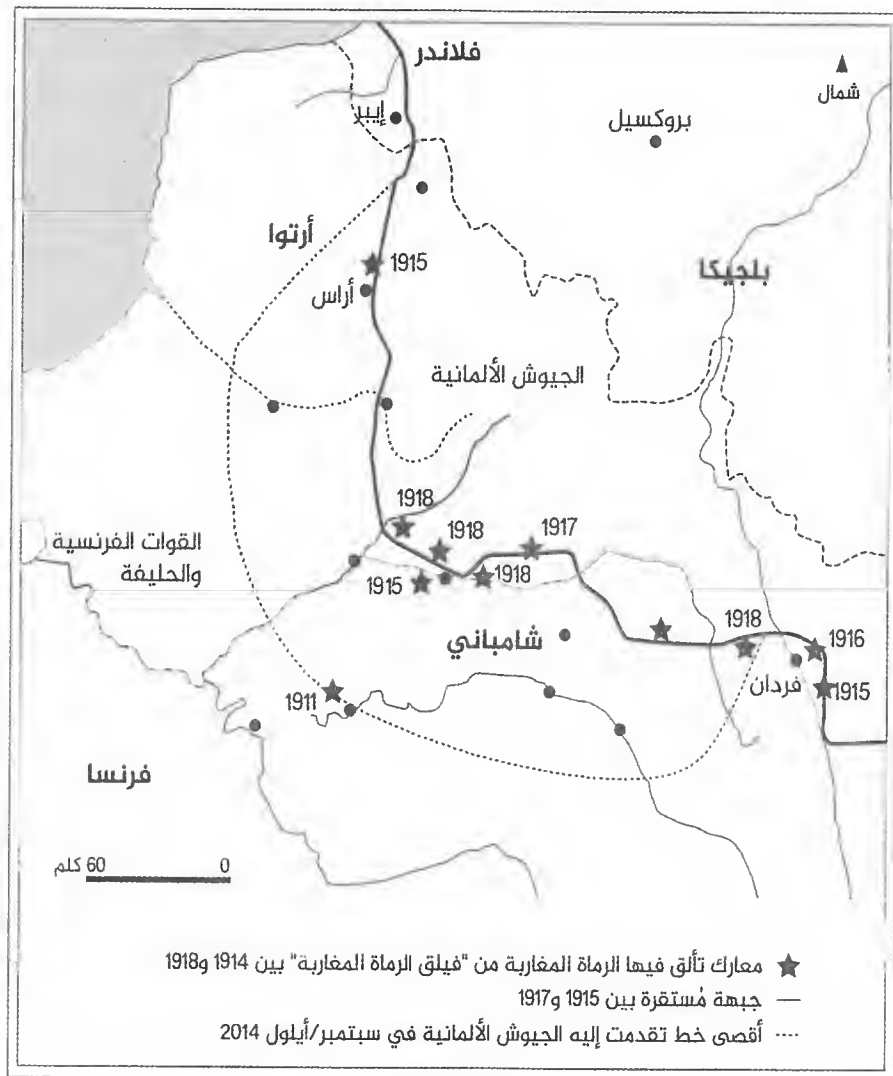 فلاندر
شمال
إيبر
بروكسيل
أرتوا
1915
بلجيكا
أراس
الجيوش الألمانية
1918
1918
1917
القوات الفرنسية
والحليفة
1915
1918
شامباني
1918
1916
فردان
1915
1911
فرنسا
60 كلم
0
معارك تألق فيها الرماة المغاربة من "فيلق الرماة المغاربة" بين 1914 و1918
جبهة مُستقرة بين 1915 و1917
أقصى خط تقدمت إليه الجيوش الألمانية في سبتمبر/أيلول 2014